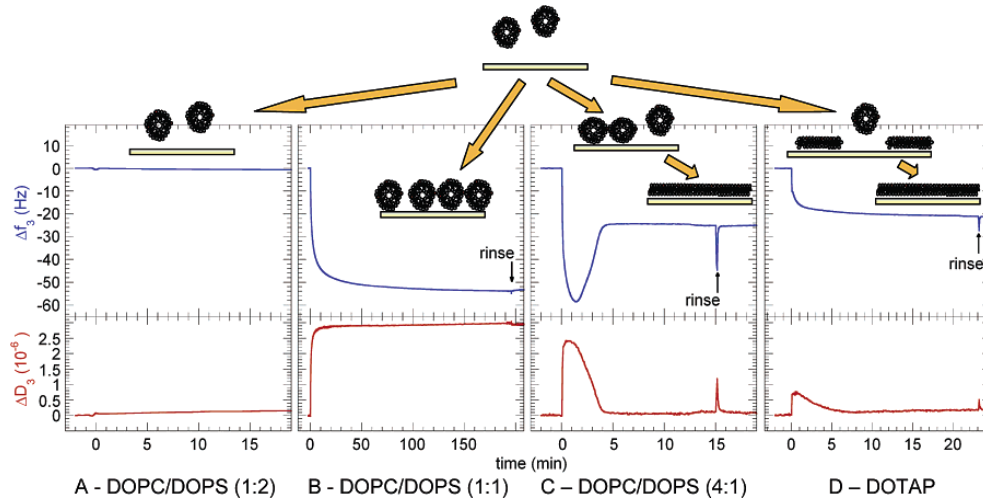 10
0
-10
-20
-30
-40
-50
-60
Δf₃ (Hz)
rinse
rinse
rinse
2.5
2
1.5
1
0.5
0
ΔD₃ (10⁻⁶)
0 5 10 15
0 50 100 150
0 5 10 15
0 5 10 15 20
time (min)
A - DOPC/DOPS (1:2)
B - DOPC/DOPS (1:1)
C – DOPC/DOPS (4:1)
D – DOTAP